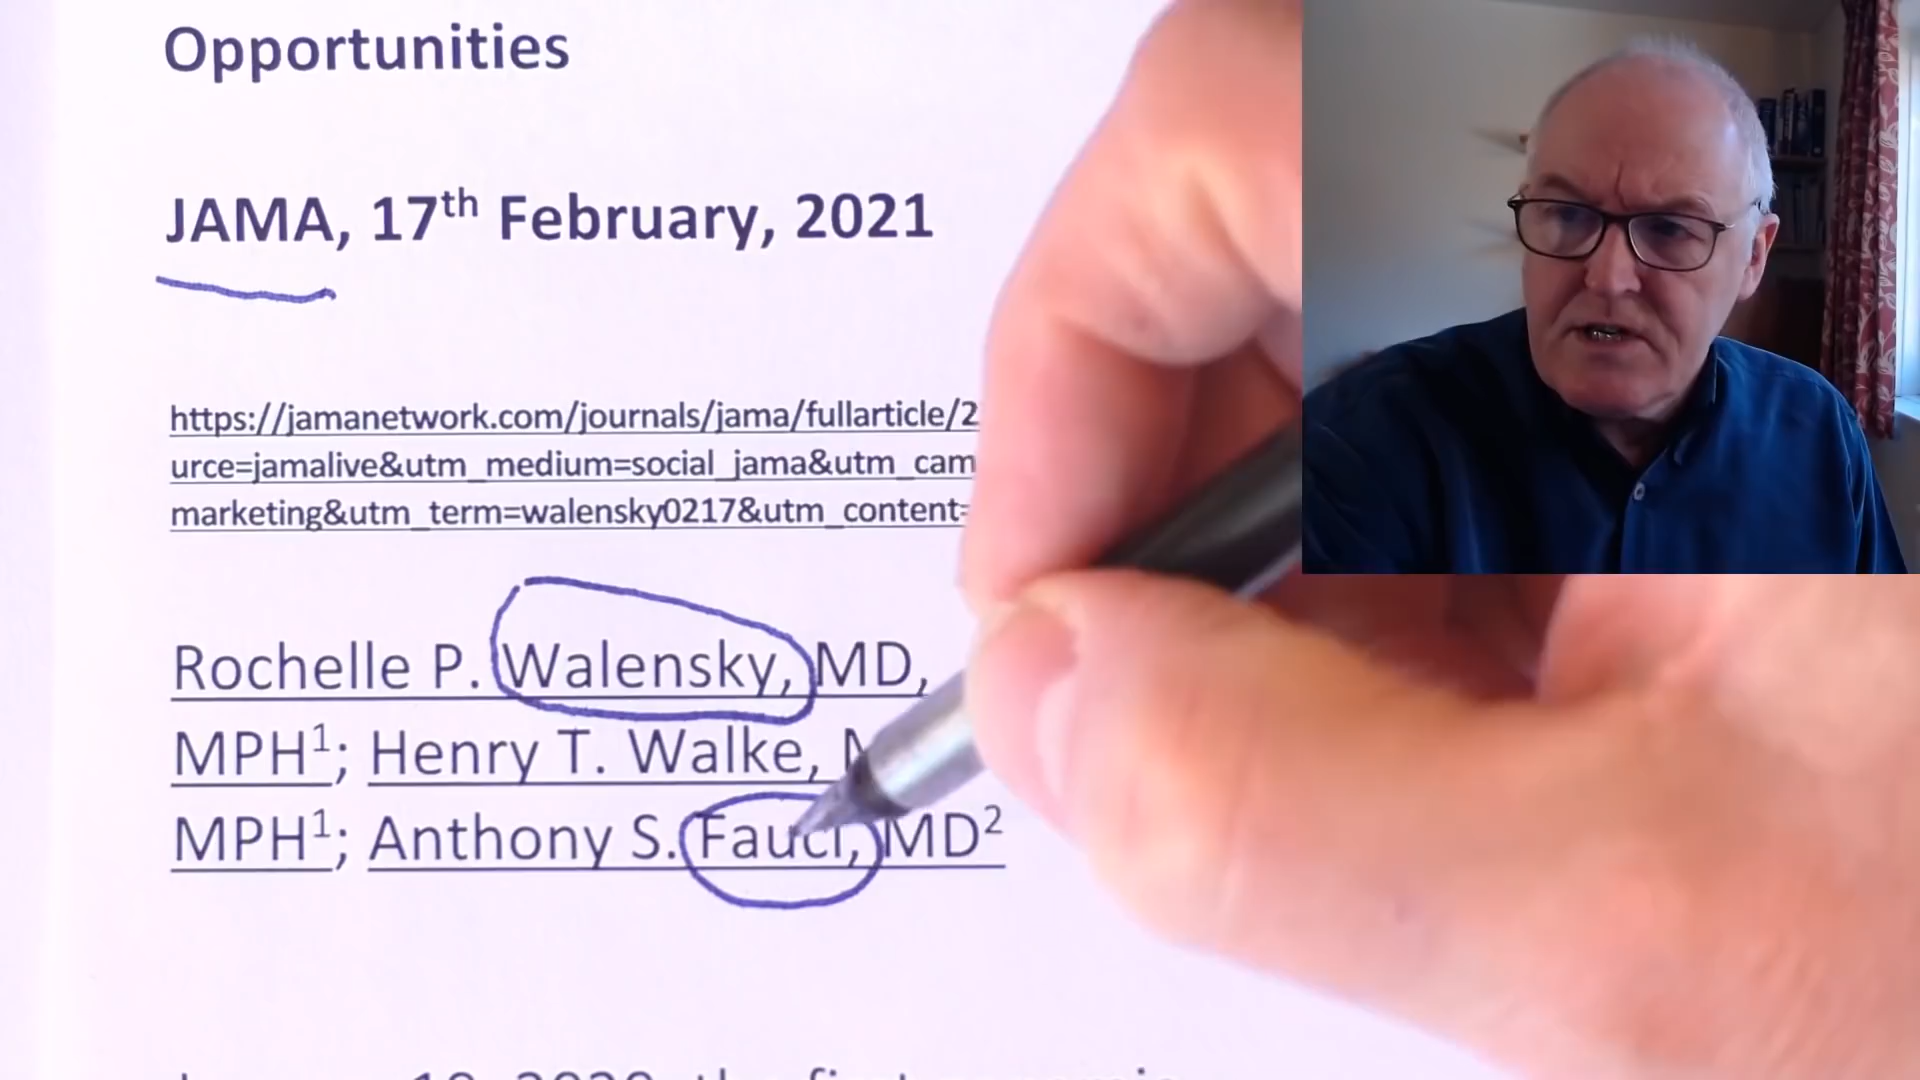 Opportunities
JAMA, 17th February, 2021
https://jamanetwork.com/journals/jama/fullarticle/2
urce=jamalive&utm_medium=social_jama&utm_cam
marketing&utm_term=walensky0217&utm_content=
Rochelle P. Walensky, MD,
MPH1; Henry T. Walke,
MPH1; Anthony S. Fauci, MD2